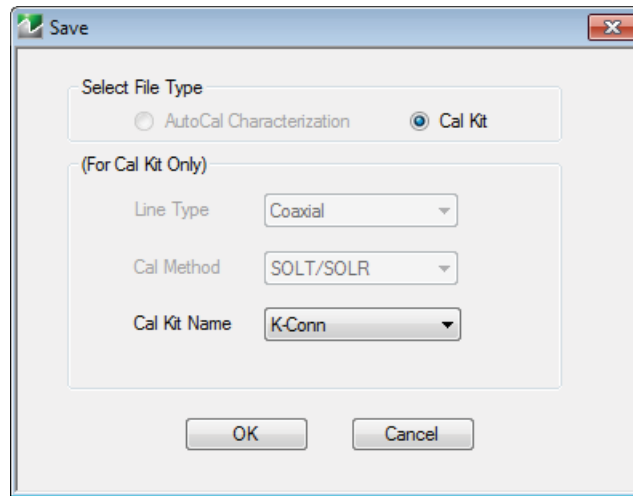 Save
Select File Type
AutoCal Characterization Cal Kit
(For Cal Kit Only)
Line Type Coaxial
Cal Method SOLT/SOLR
Cal Kit Name K-Conn
OK Cancel